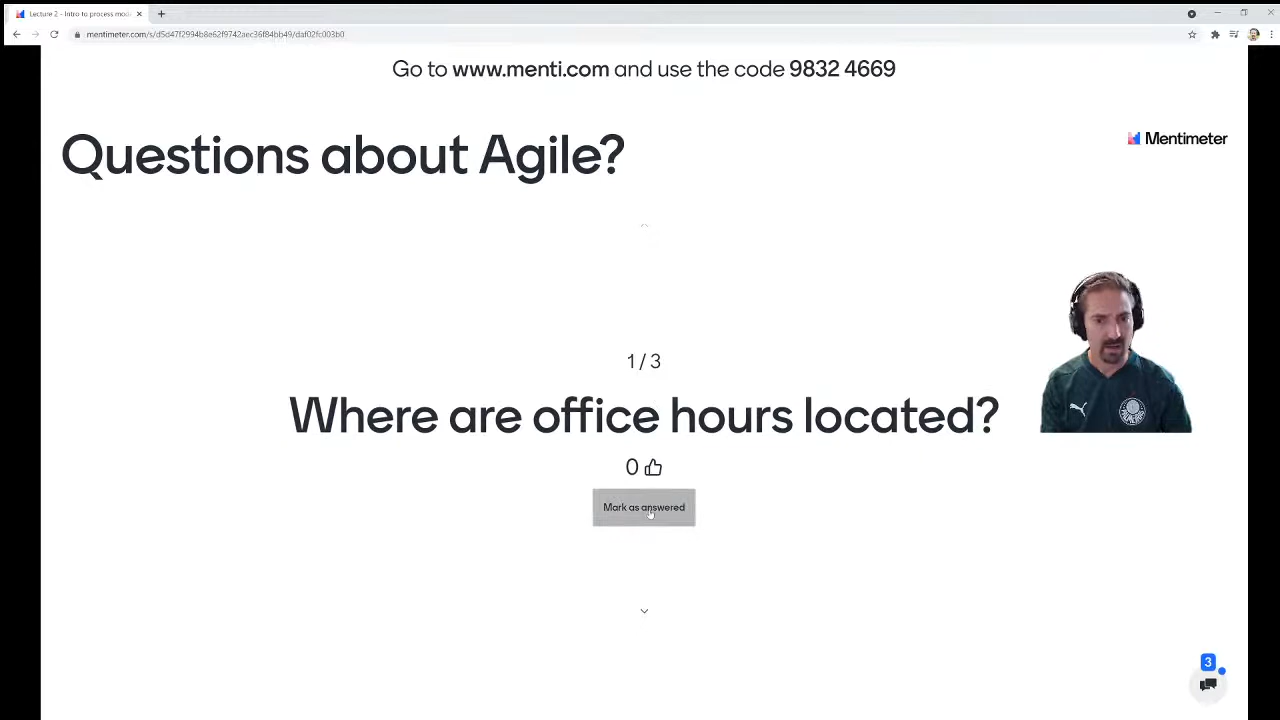 Lecture 2 - Intro to process mod
mentimeter.com/s/d5d47f2994b8e62f9742aec36f84bb49/daf02fc003b0
Go to www.menti.com and use the code 9832 4669
Questions about Agile?
Mentimeter
1 / 3
Where are office hours located?
0
Mark as answered
3